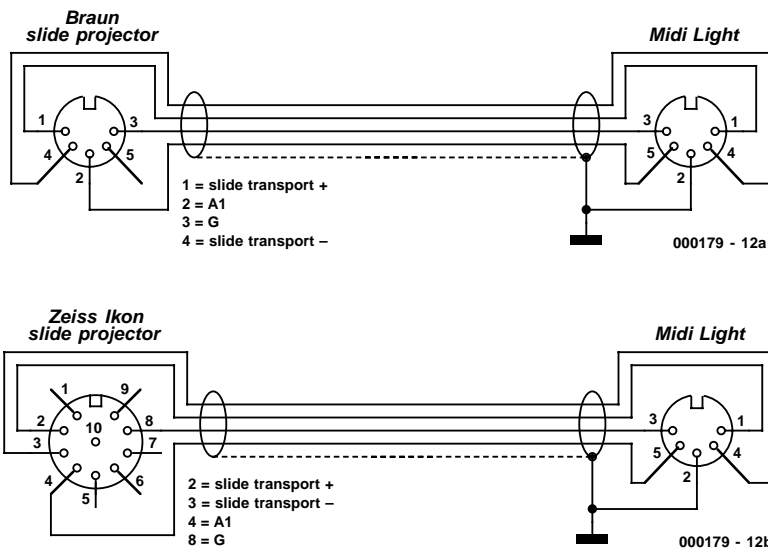 Braun
slide projector
Midi Light
1
3
4
5
2
3
1
5
4
2
1 = slide transport +
2 = A1
3 = G
4 = slide transport –
000179 - 12a
Zeiss Ikon
slide projector
Midi Light
1
9
2
10
8
3
7
4
5
6
3
1
5
4
2
2 = slide transport +
3 = slide transport –
4 = A1
8 = G
000179 - 12b